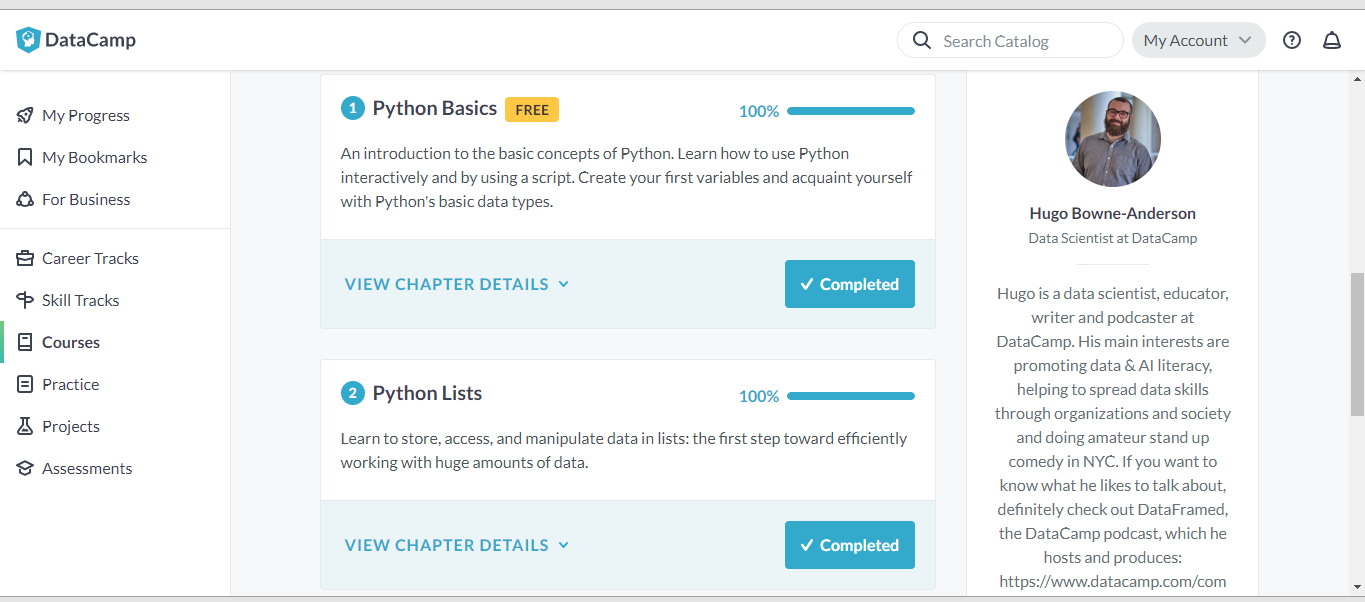 DataCamp
Search Catalog
My Account
My Progress
My Bookmarks
For Business
Career Tracks
Skill Tracks
Courses
Practice
Projects
Assessments
1 Python Basics FREE 100%
An introduction to the basic concepts of Python. Learn how to use Python
interactively and by using a script. Create your first variables and acquaint yourself
with Python's basic data types.
VIEW CHAPTER DETAILS
Completed
2 Python Lists 100%
Learn to store, access, and manipulate data in lists: the first step toward efficiently
working with huge amounts of data.
VIEW CHAPTER DETAILS
Completed
Hugo Bowne-Anderson
Data Scientist at DataCamp
Hugo is a data scientist, educator,
writer and podcaster at
DataCamp. His main interests are
promoting data & AI literacy,
helping to spread data skills
through organizations and society
and doing amateur stand up
comedy in NYC. If you want to
know what he likes to talk about,
definitely check out DataFramed,
the DataCamp podcast, which he
hosts and produces:
https://www.datacamp.com/com